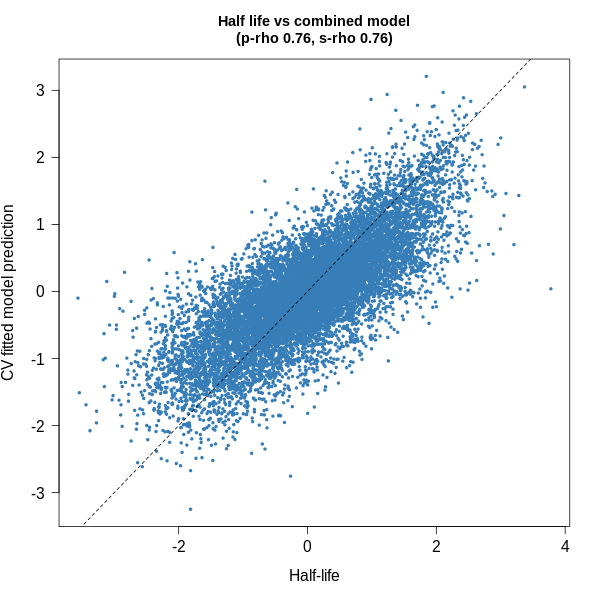 Half life vs combined model
(p-rho 0.76, s-rho 0.76)
CV fitted model prediction
3
2
1
0
-1
-2
-3
-2
0
2
4
Half-life